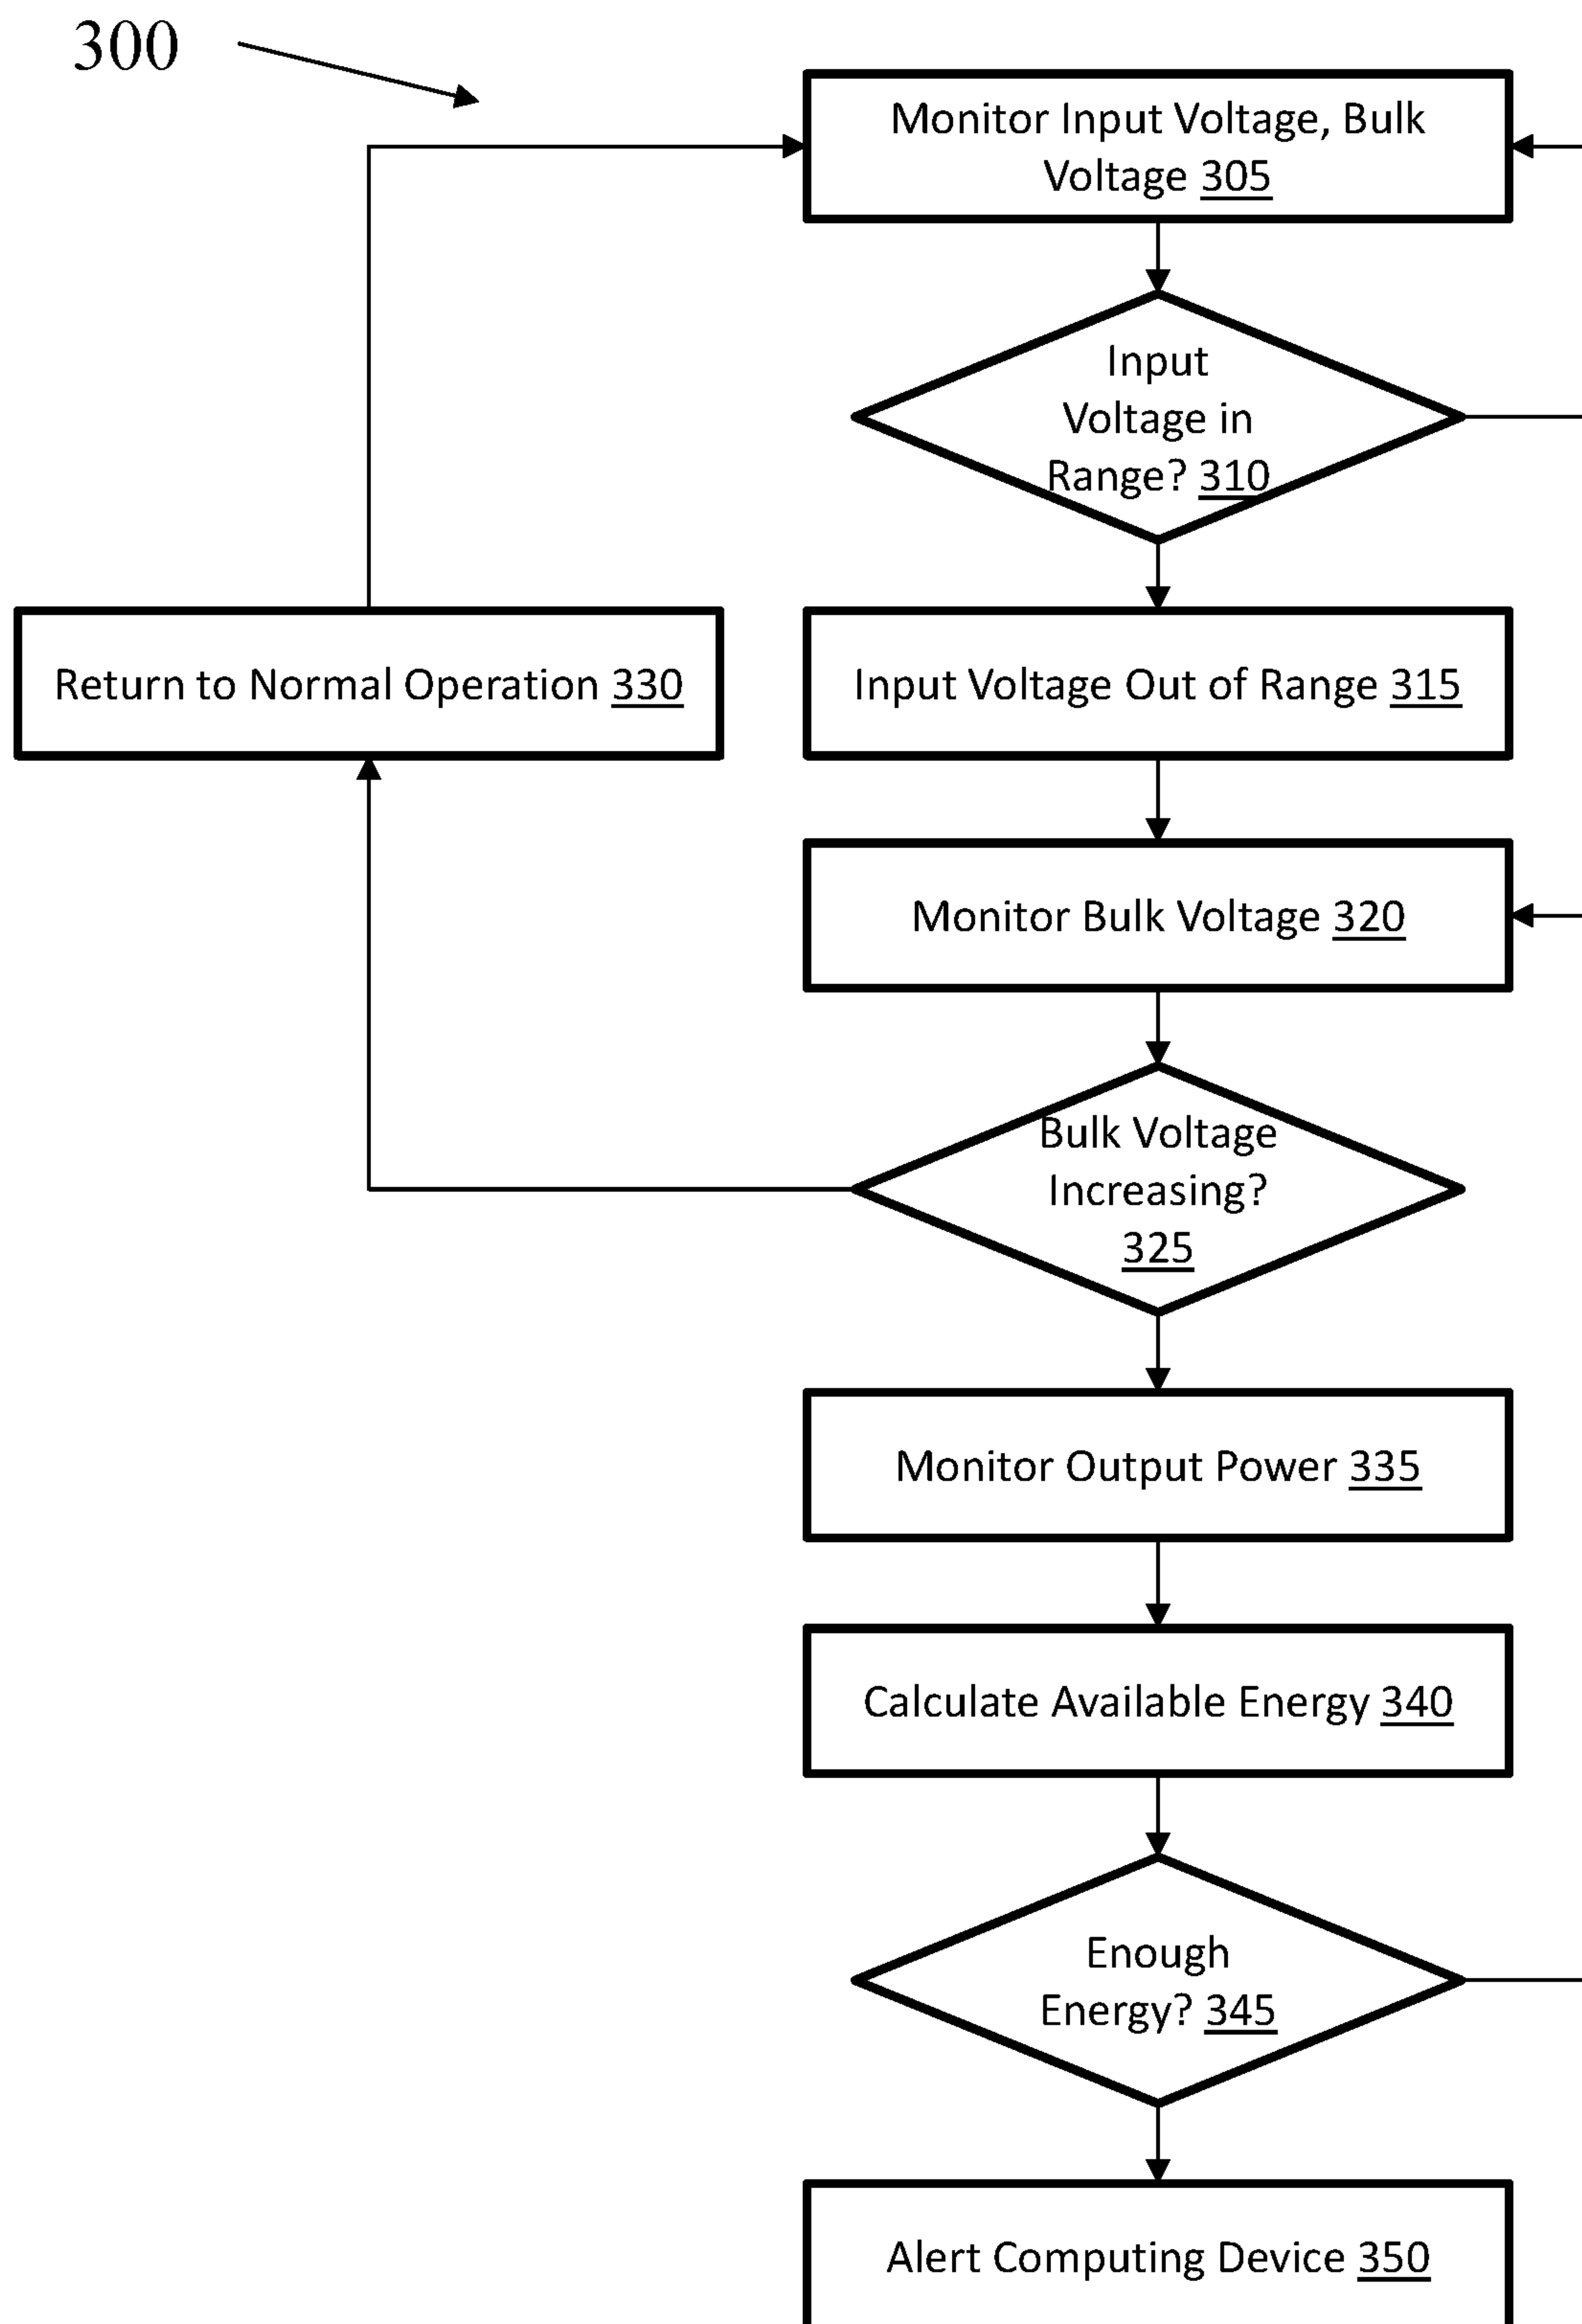 300
Monitor Input Voltage, Bulk
Voltage 305
Input
Voltage in
Range? 310
Return to Normal Operation 330
Input Voltage Out of Range 315
Monitor Bulk Voltage 320
Bulk Voltage
Increasing?
325
Monitor Output Power 335
Calculate Available Energy 340
Enough
Energy? 345
Alert Computing Device 350